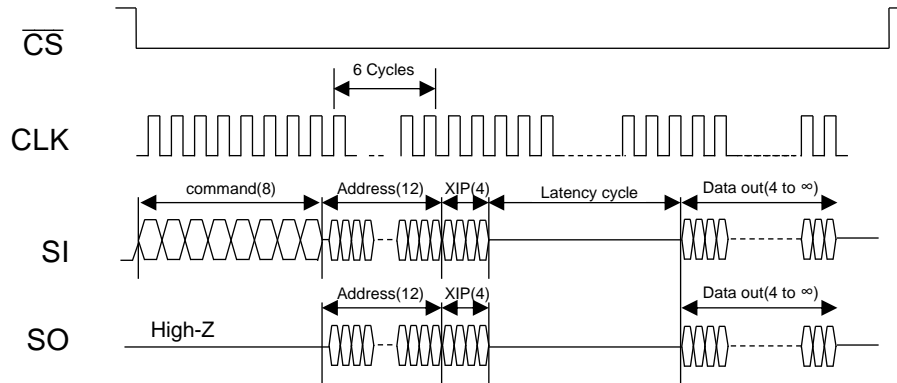 CS
6 Cycles
CLK
command(8) Address(12) XIP(4) Latency cycle Data out(4 to ∞)
SI
Address(12) XIP(4) Data out(4 to ∞)
High-Z
SO